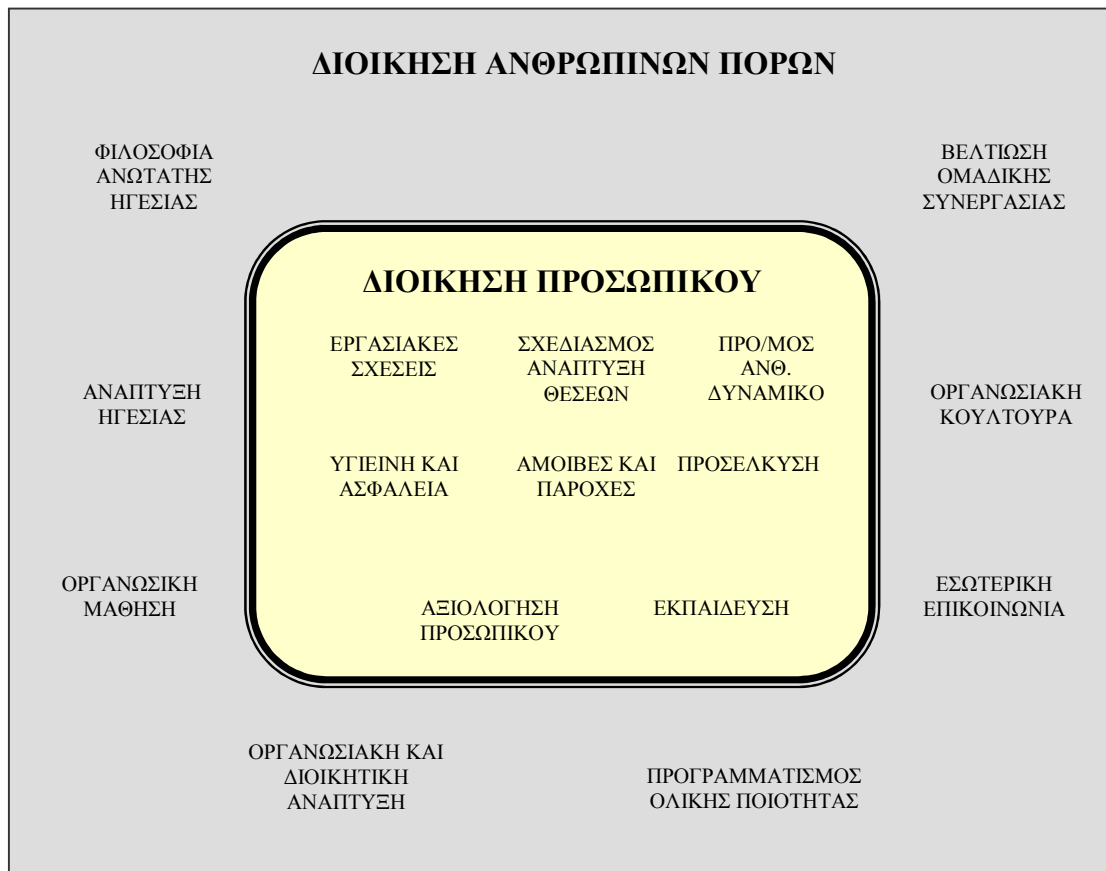 ΔΙΟΙΚΗΣΗ ΑΝΘΡΩΠΙΝΩΝ ΠΟΡΩΝ
ΦΙΛΟΣΟΦΙΑ
ΑΝΩΤΑΤΗΣ
ΗΓΕΣΙΑΣ
ΒΕΛΤΙΩΣΗ
ΟΜΑΔΙΚΗΣ
ΣΥΝΕΡΓΑΣΙΑΣ
ΔΙΟΙΚΗΣΗ ΠΡΟΣΩΠΙΚΟΥ
ΕΡΓΑΣΙΑΚΕΣ
ΣΧΕΣΕΙΣ
ΣΧΕΔΙΑΣΜΟΣ
ΑΝΑΠΤΥΞΗ
ΘΕΣΕΩΝ
ΠΡΟ/ΜΟΣ
ΑΝΘ.
ΔΥΝΑΜΙΚΟ
ΑΝΑΠΤΥΞΗ
ΗΓΕΣΙΑΣ
ΟΡΓΑΝΩΣΙΑΚΗ
ΚΟΥΛΤΟΥΡΑ
ΥΓΙΕΙΝΗ ΚΑΙ
ΑΣΦΑΛΕΙΑ
ΑΜΟΙΒΕΣ ΚΑΙ
ΠΑΡΟΧΕΣ
ΠΡΟΣΕΛΚΥΣΗ
ΟΡΓΑΝΩΣΙΚΗ
ΜΑΘΗΣΗ
ΑΞΙΟΛΟΓΗΣΗ
ΠΡΟΣΩΠΙΚΟΥ
ΕΚΠΑΙΔΕΥΣΗ
ΕΣΩΤΕΡΙΚΗ
ΕΠΙΚΟΙΝΩΝΙΑ
ΟΡΓΑΝΩΣΙΑΚΗ ΚΑΙ
ΔΙΟΙΚΗΤΙΚΗ
ΑΝΑΠΤΥΞΗ
ΠΡΟΓΡΑΜΜΑΤΙΣΜΟΣ
ΟΛΙΚΗΣ ΠΟΙΟΤΗΤΑΣ